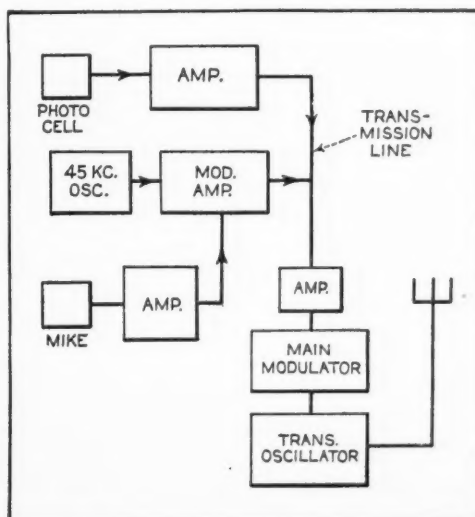 AMP.
PHOTO
CELL
TRANS-
MISSION
LINE
45 KC.
OSC.
MOD.
AMP.
AMP.
MIKE
AMP.
MAIN
MODULATOR
TRANS.
OSCILLATOR